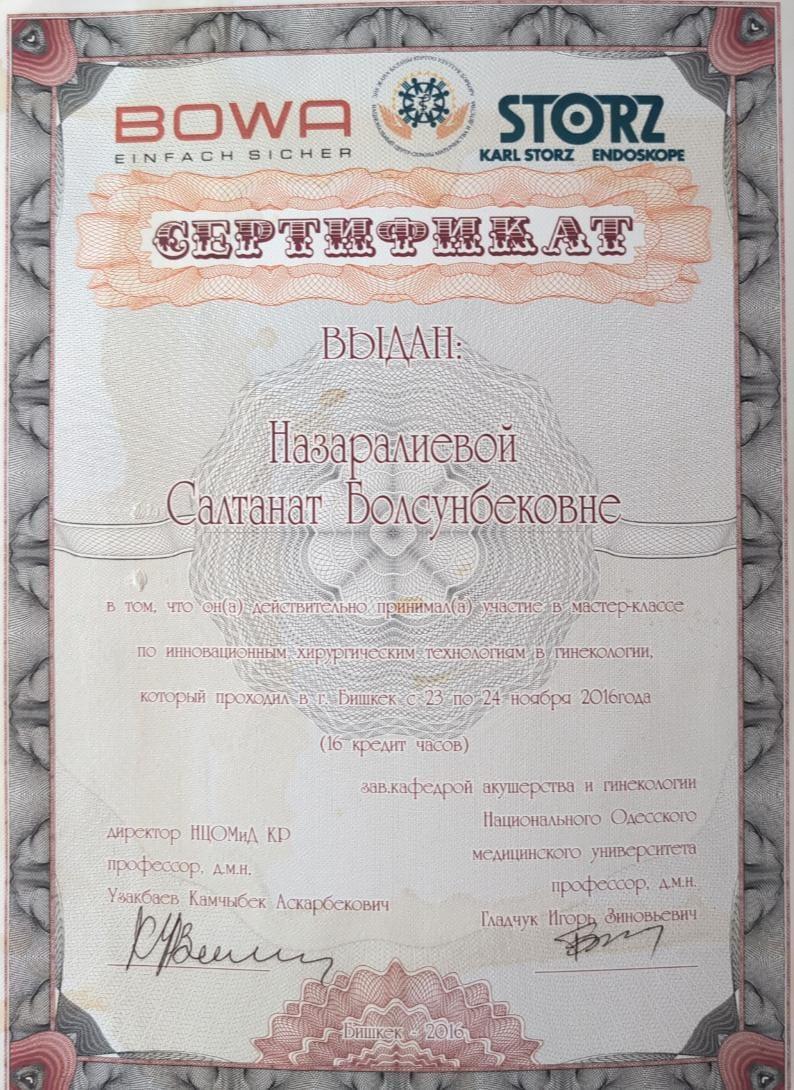 BOWA
EINFACH SICHER
STORZ
KARL STORZ ENDOSKOPE
СЕРТИФИКАТ
ВЫДАН:
Назаралиевой
Салтанат Болсунбековне
в том, что он(а) действительно принимал(а) участие в мастер-классе
по инновационным хирургическим технологиям в гинекологии,
который проходил в г. Бишкек с 23 по 24 ноября 2016года
(16 кредит часов)
директор НЦОМиД КР
профессор, д.м.н.
Узакбаев Камчыбек Аскарбекович
зав.кафедрой акушерства и гинекологии
Национального Одесского
медицинского университета
профессор, д.м.н.
Гладчук Игорь Зиновьевич
Бишкек - 2016